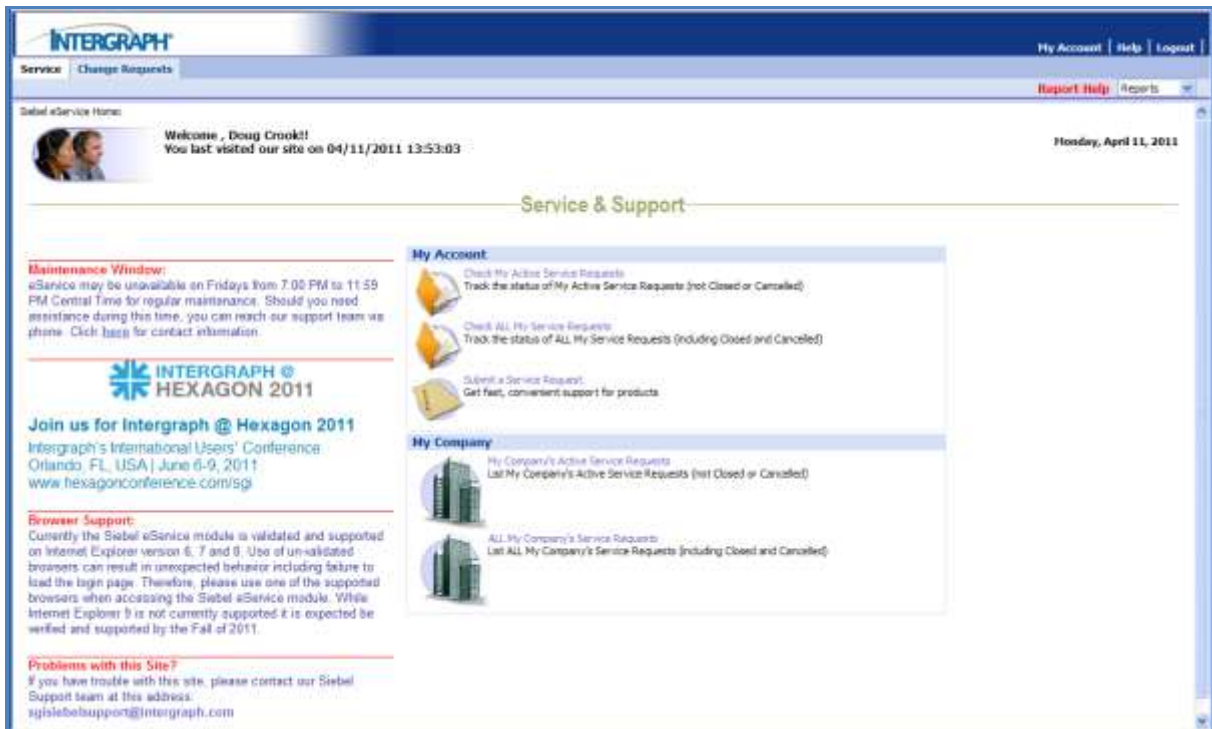 INTERGRAPH
My Account | Help | Logout |
Service Change Requests
Report Help Reports
Siebel eService Home:
Welcome , Doug Crook!!
You last visited our site on 04/11/2011 13:53:03
Monday, April 11, 2011
Service & Support
Maintenance Window:
eService may be unavailable on Fridays from 7:00 PM to 11:59
PM Central Time for regular maintenance. Should you need
assistance during this time, you can reach our support team via
phone. Click here for contact information.
INTERGRAPH @
HEXAGON 2011
Join us for Intergraph @ Hexagon 2011
Intergraph's International Users' Conference
Orlando, FL, USA | June 6-9, 2011
www.hexagonconference.com/sgi
Browser Support:
Currently the Siebel eService module is validated and supported
on Internet Explorer version 6, 7 and 8. Use of un-validated
browsers can result in unexpected behavior including failure to
load the login page. Therefore, please use one of the supported
browsers when accessing the Siebel eService module. While
Internet Explorer 9 is not currently supported it is expected be
verified and supported by the Fall of 2011.
Problems with this Site?
If you have trouble with this site, please contact our Siebel
Support team at this address:
sgisiebelsupport@intergraph.com
My Account
Check My Active Service Requests
Track the status of My Active Service Requests (not Closed or Cancelled)
Check ALL My Service Requests
Track the status of ALL My Service Requests (including Closed and Cancelled)
Submit a Service Request
Get fast, convenient support for products
My Company
My Company's Active Service Requests
List My Company's Active Service Requests (not Closed or Cancelled)
ALL My Company's Service Requests
List ALL My Company's Service Requests (including Closed and Cancelled)